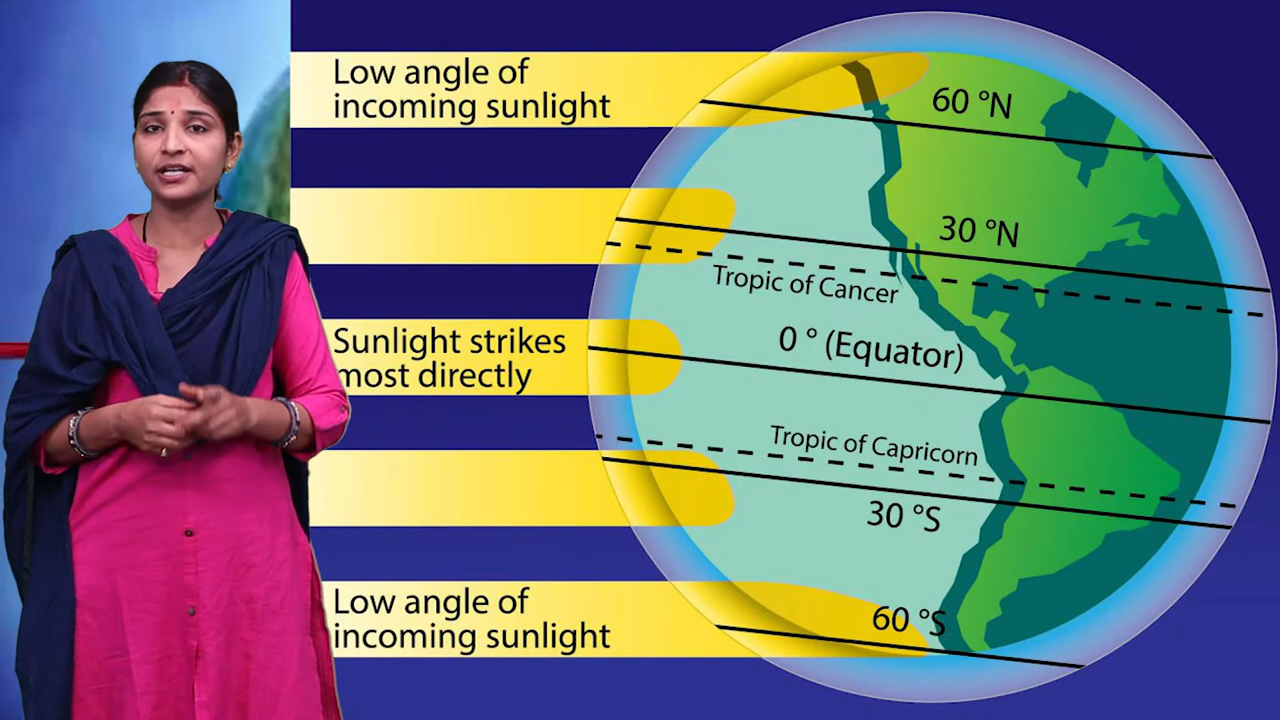 Low angle of
incoming sunlight
60 °N
30 °N
Tropic of Cancer
Sunlight strikes
most directly
0 ° (Equator)
Tropic of Capricorn
30 °S
Low angle of
incoming sunlight
60 °S